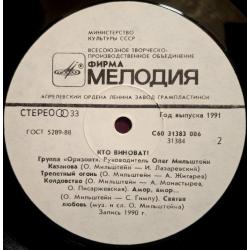 МИНИСТЕРСТВО
КУЛЬТУРЫ СССР
ВСЕСОЮЗНОЕ ТВОРЧЕСКО-
ПРОИЗВОДСТВЕННОЕ ОБЪЕДИНЕНИЕ
ФИРМА
МЕЛОДИЯ
АПРЕЛЕВСКИЙ ОРДЕНА ЛЕНИНА ЗАВОД ГРАМПЛАСТИНОК
СТЕРЕО 33
Год выпуска 1991
ГОСТ 5289-88
С60 31383 006
31384
2
КТО ВИНОВАТ!
Группа «Оризонт». Руководитель Олег Мильштейн
Казанова (О. Мильштейн — И. Лазаревский)
Трепетный огонь (О. Мильштейн — А. Жигарев)
Колдовство (О. Мильштейн — А. Монастырев,
О. Писаржевская). Амор, амор...
(О. Мильштейн — С. Гимпу). Святая
любовь (муз. и сл. О. Мильштейна)
Запись 1990 г.